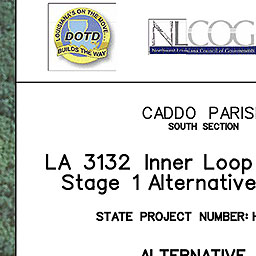 LOUISIANA'S ON THE MOVE...
DOTD
BUILDS THE WAY
NLCOG
Northwest Louisiana Council of Governments
CADDO PARIS
SOUTH SECTION
LA 3132 Inner Loop
Stage 1 Alternative
STATE PROJECT NUMBER: H
ALTERNATIVE